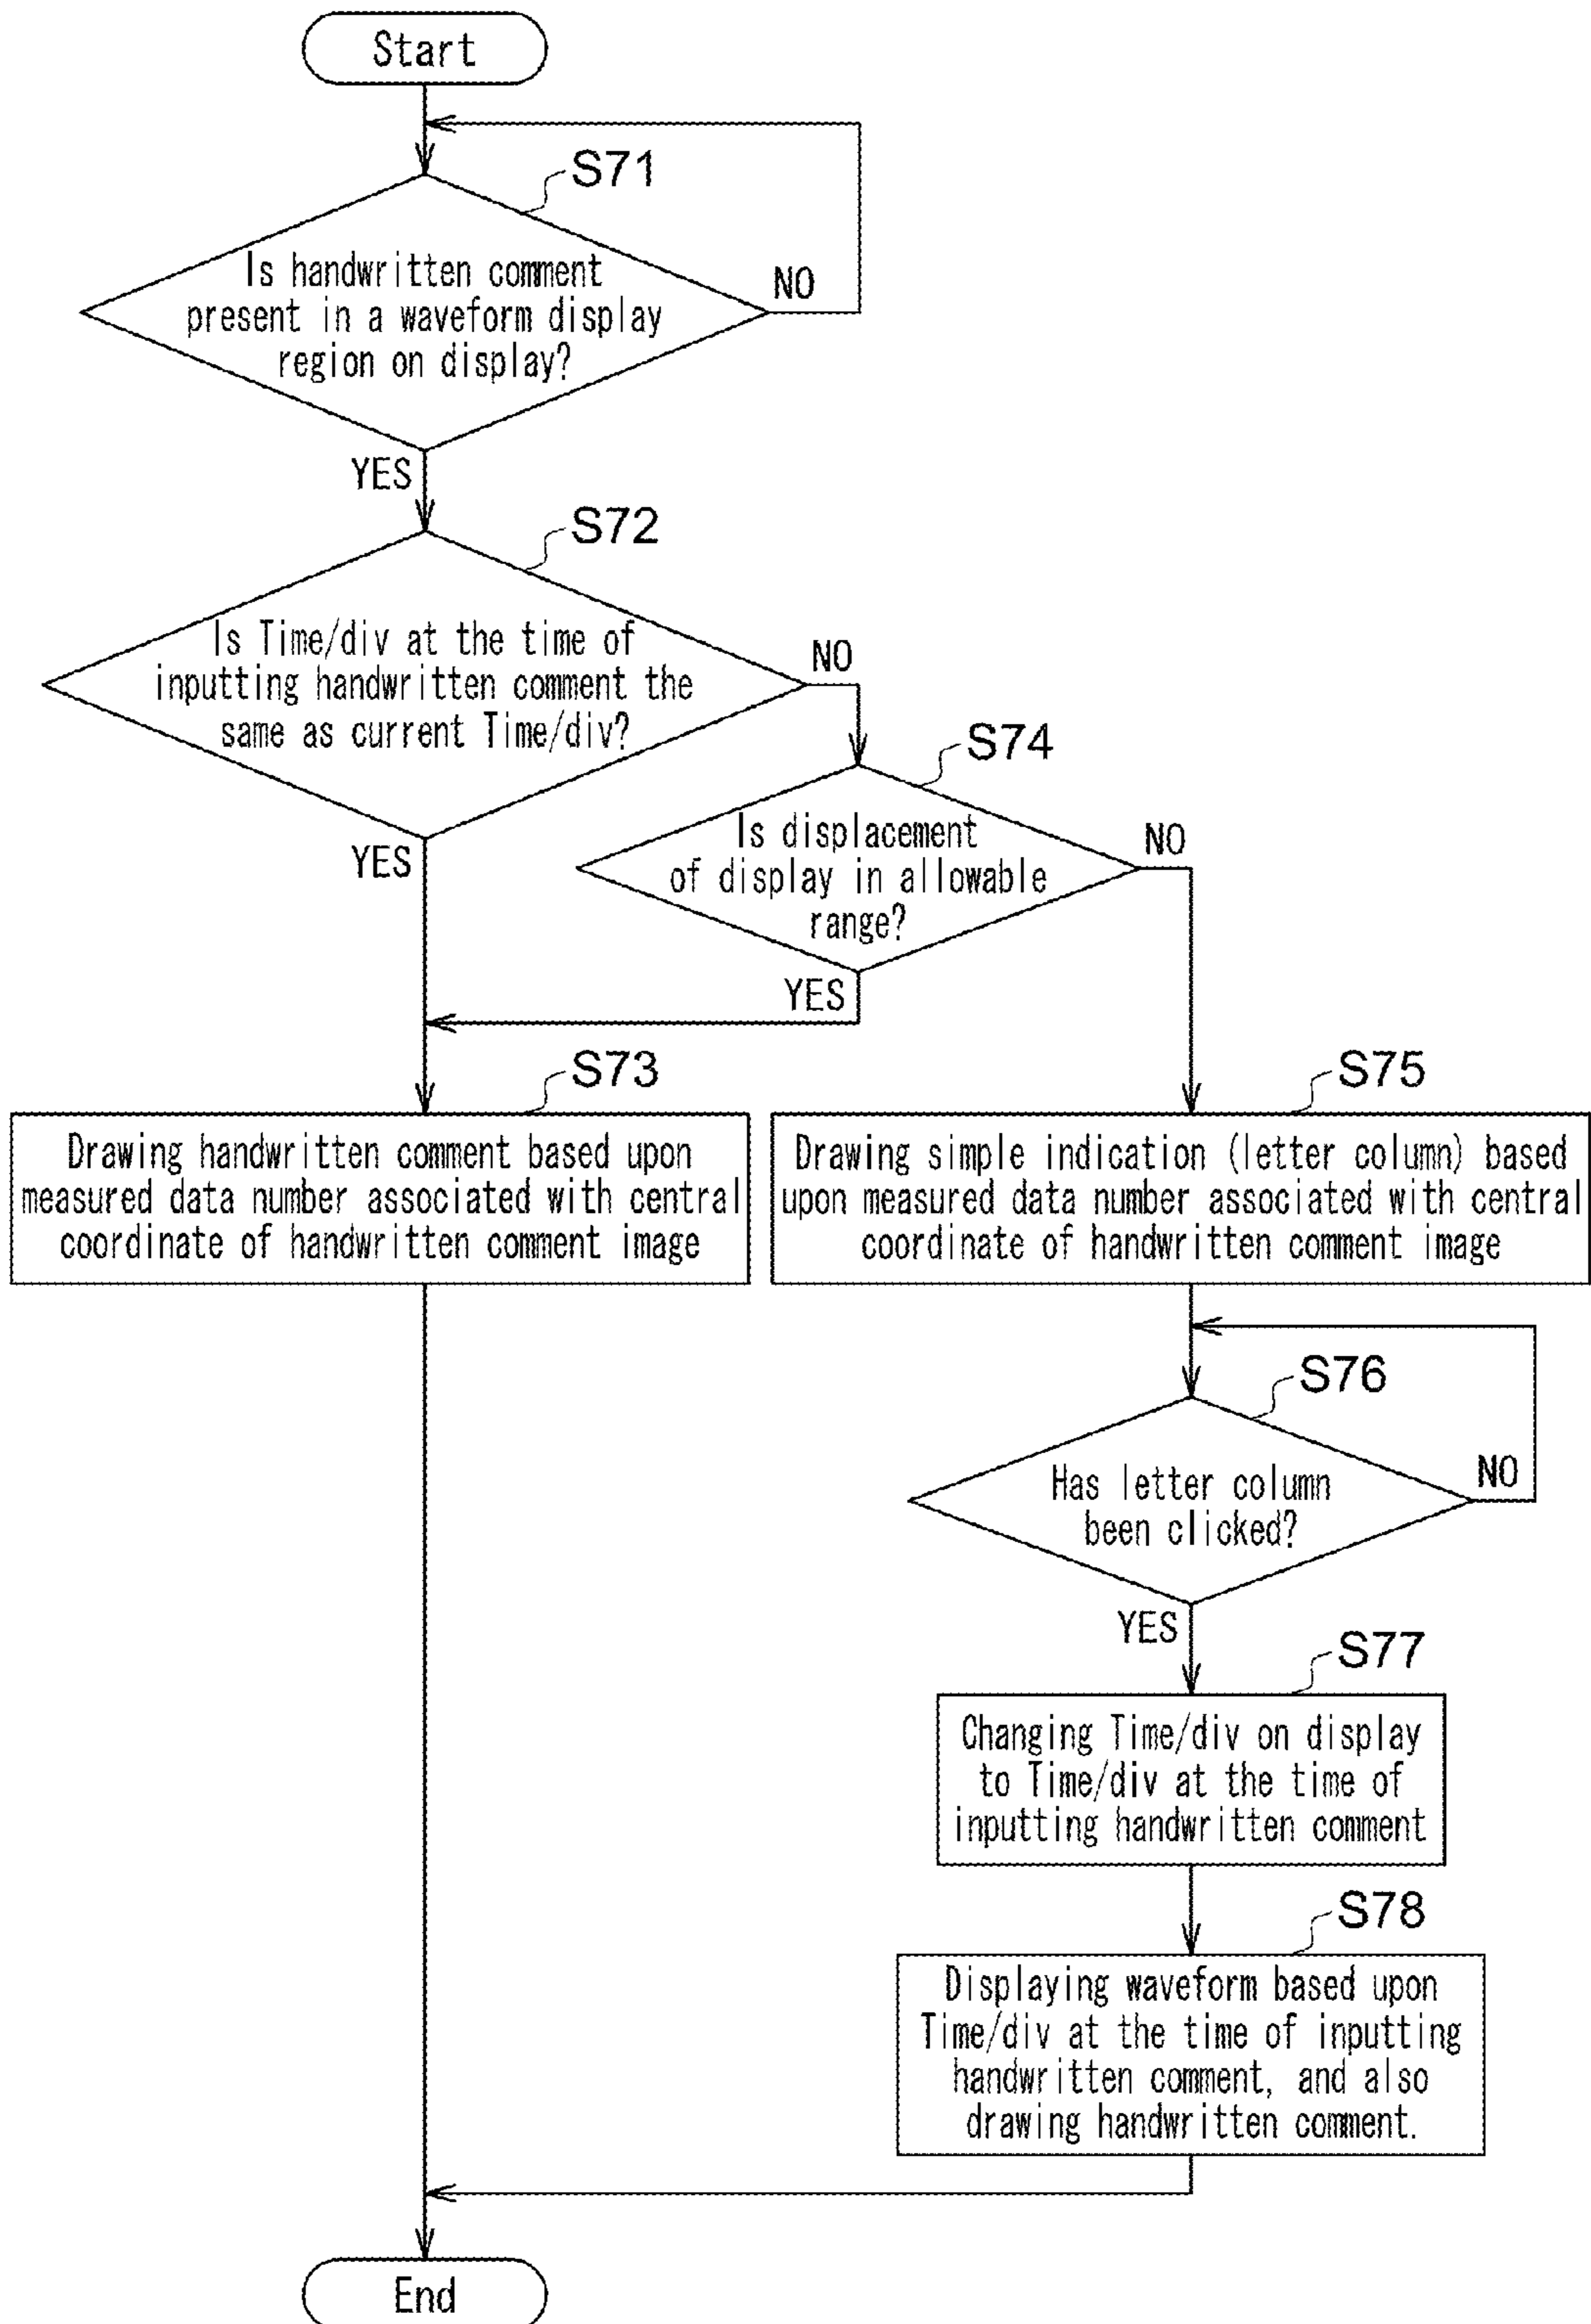 Start
S71
Is handwritten comment
present in a waveform display
region on display?
NO
YES
S72
Is Time/div at the time of
inputting handwritten comment the
same as current Time/div?
NO
YES
S74
Is displacement
of display in allowable
range?
NO
YES
S73
Drawing handwritten comment based upon
measured data number associated with central
coordinate of handwritten comment image
S75
Drawing simple indication (letter column) based
upon measured data number associated with central
coordinate of handwritten comment image
S76
Has letter column
been clicked?
NO
YES
S77
Changing Time/div on display
to Time/div at the time of
inputting handwritten comment
S78
Displaying waveform based upon
Time/div at the time of inputting
handwritten comment, and also
drawing handwritten comment.
End